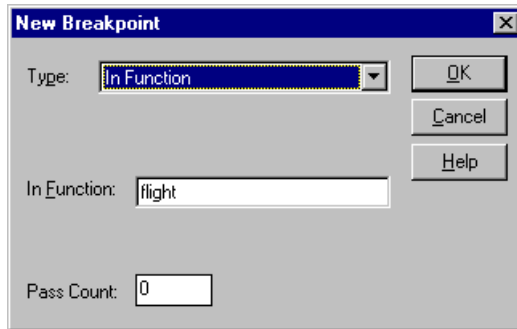 New Breakpoint
Type: In Function
OK
Cancel
Help
In Function: flight
Pass Count: 0